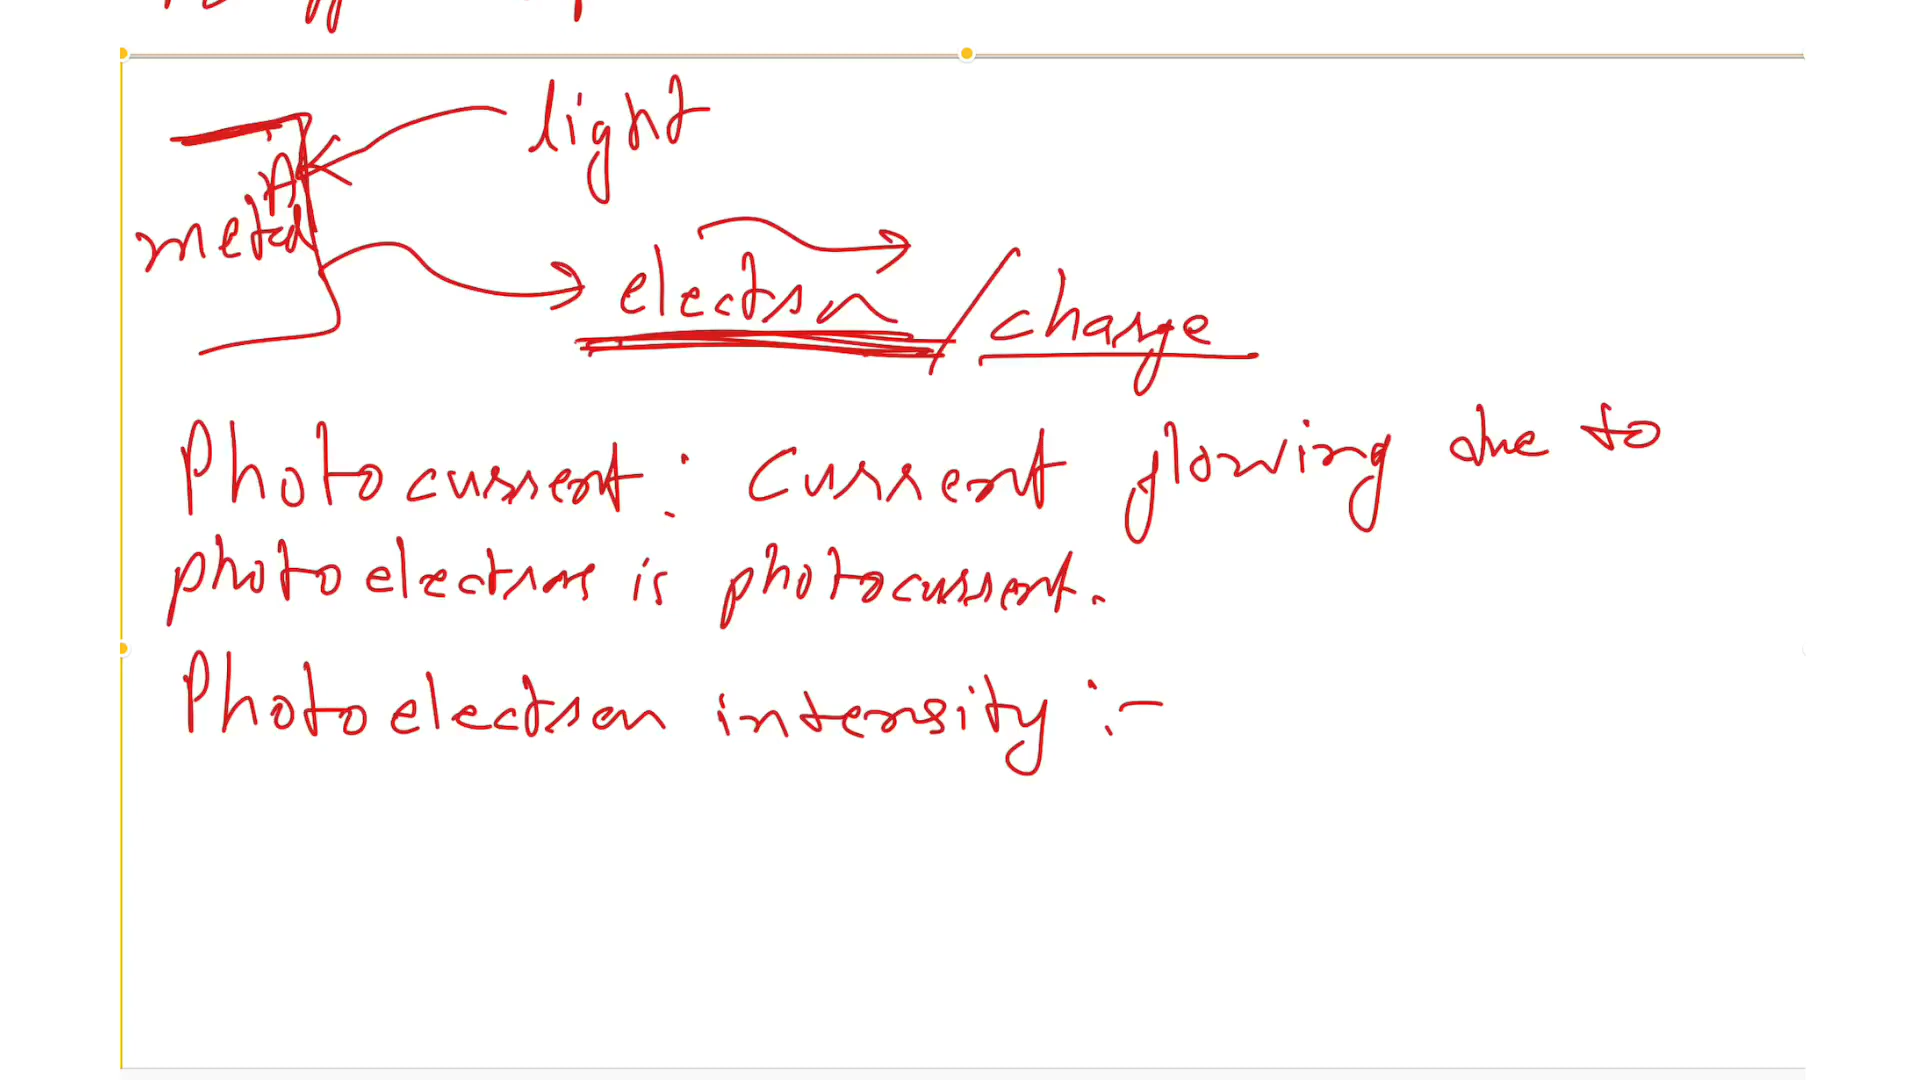 light
A
metal
electron / charge
Photocurrent : Current flowing due to
photoelectrons is photocurrent.
Photoelectron intensity :-